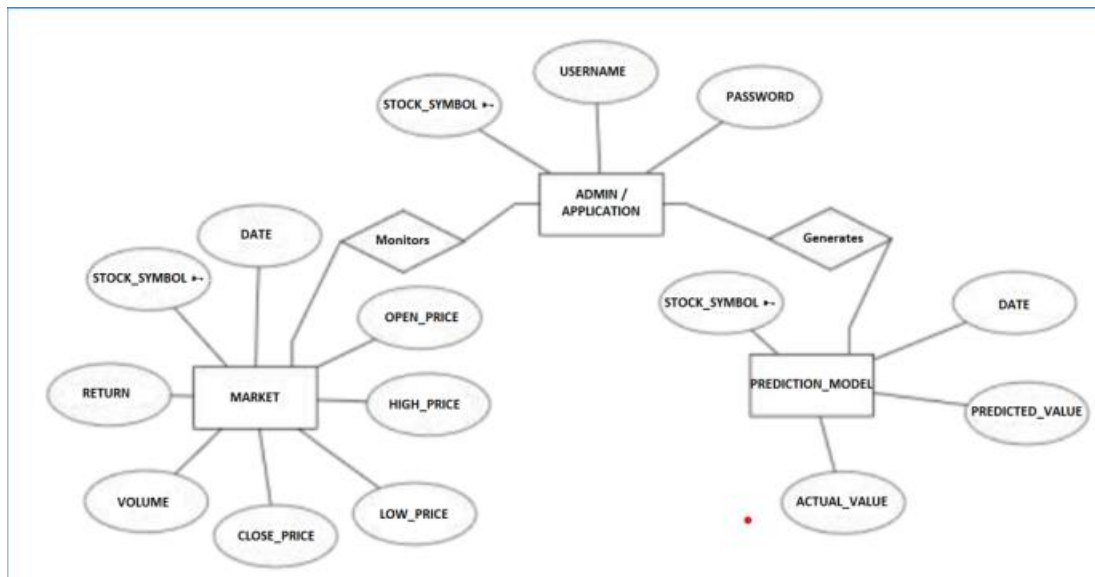 USERNAME
PASSWORD
STOCK_SYMBOL
ADMIN /
APPLICATION
DATE
Monitors
Generates
STOCK_SYMBOL
STOCK_SYMBOL
DATE
OPEN_PRICE
RETURN
MARKET
HIGH_PRICE
PREDICTION_MODEL
PREDICTED_VALUE
VOLUME
LOW_PRICE
ACTUAL_VALUE
CLOSE_PRICE